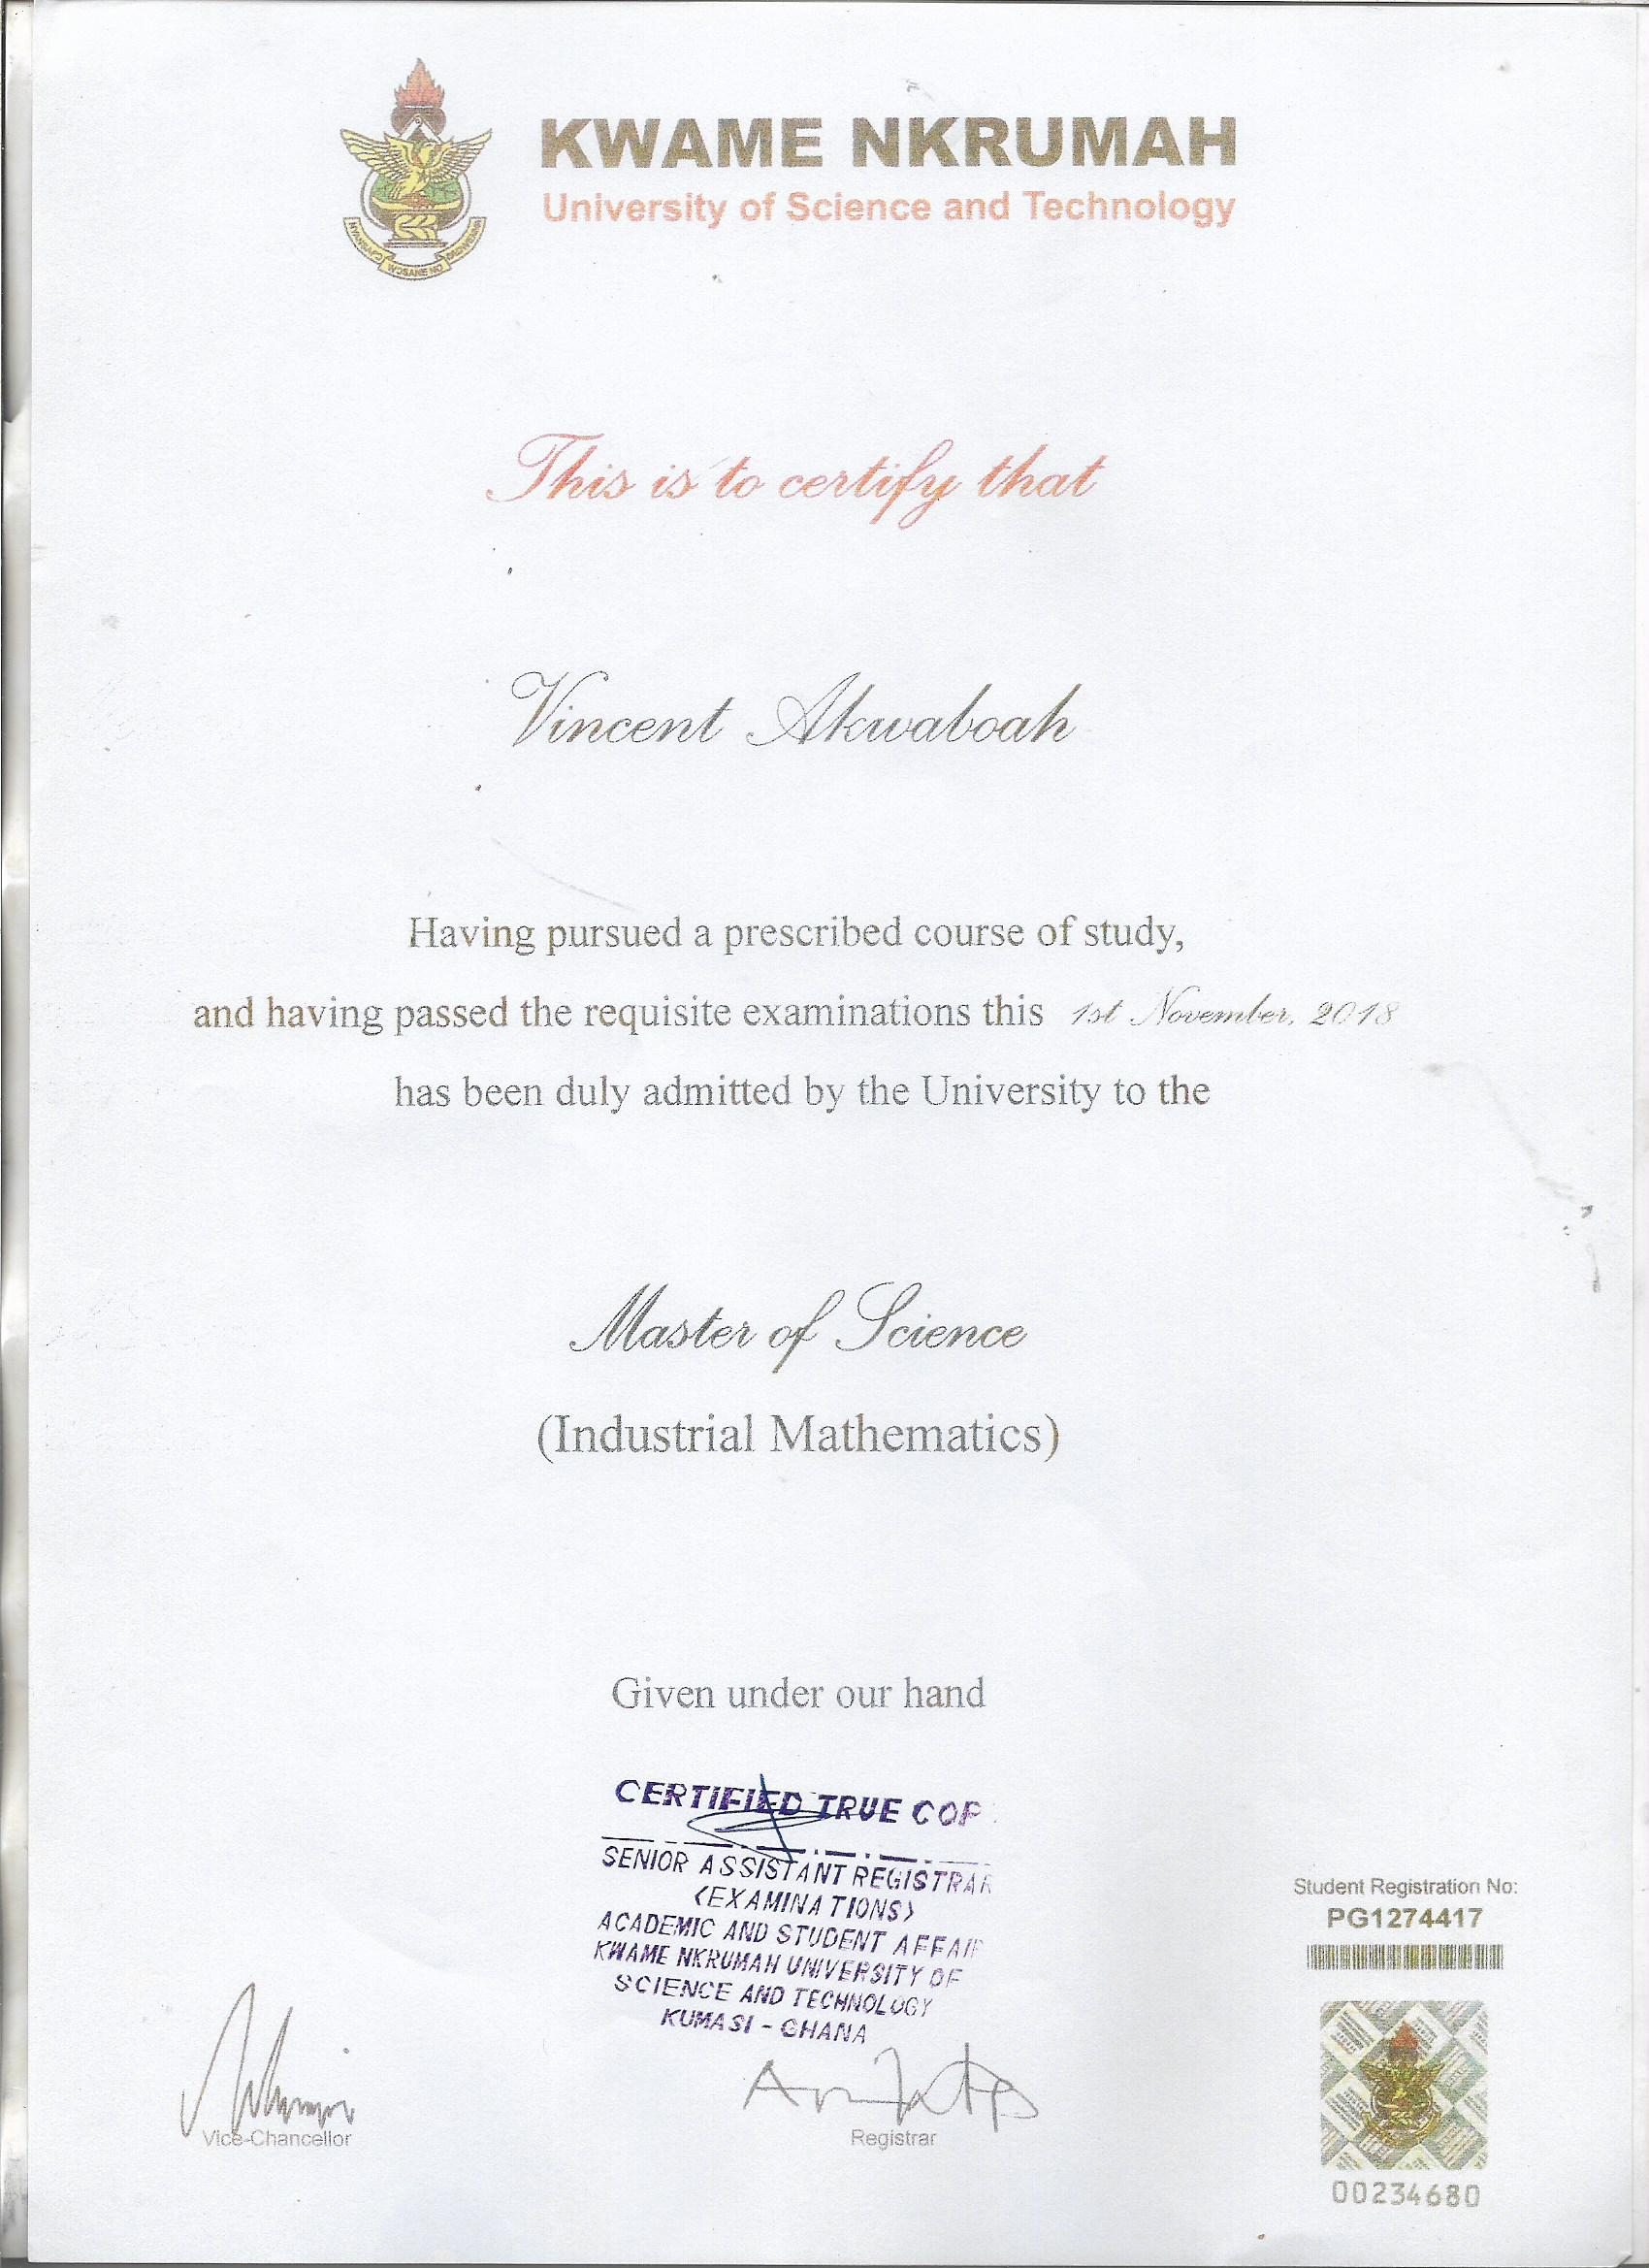 KWAME NKRUMAH
University of Science and Technology
WOSANE NO
This is to certify that
Vincent Akwaboah
Having pursued a prescribed course of study,
and having passed the requisite examinations this 1st November, 2018
has been duly admitted by the University to the
Master of Science
(Industrial Mathematics)
Given under our hand
CERTIFIED TRUE COP
SENIOR ASSISTANT REGISTRAR
(EXAMINATIONS)
ACADEMIC AND STUDENT AFFAIR
KWAME NKRUMAH UNIVERSITY OF
SCIENCE AND TECHNOLOGY
KUMASI - GHANA
Student Registration No:
PG1274417
Vice-Chancellor
Registrar
00234680